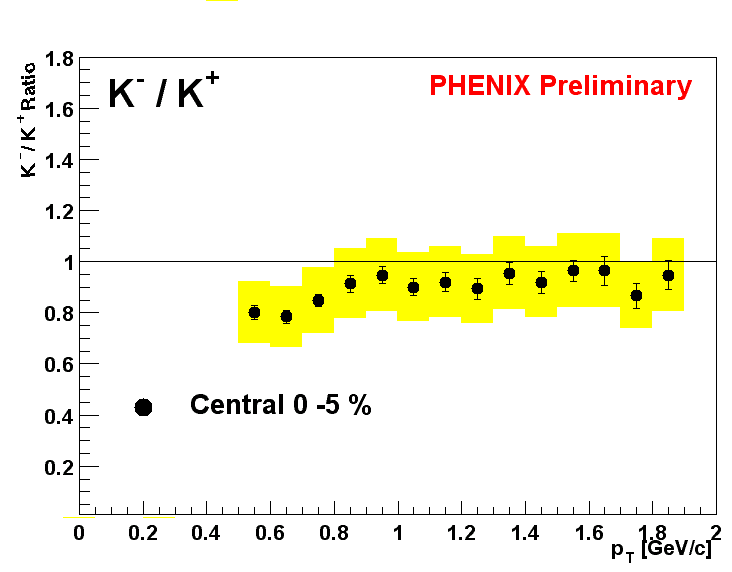 K⁻ / K⁺
PHENIX Preliminary
K⁻/ K⁺ Ratio
1.8
1.6
1.4
1.2
1
0.8
0.6
0.4
0.2
Central 0 -5 %
0 0.2 0.4 0.6 0.8 1 1.2 1.4 1.6 1.8 2
p_T [GeV/c]